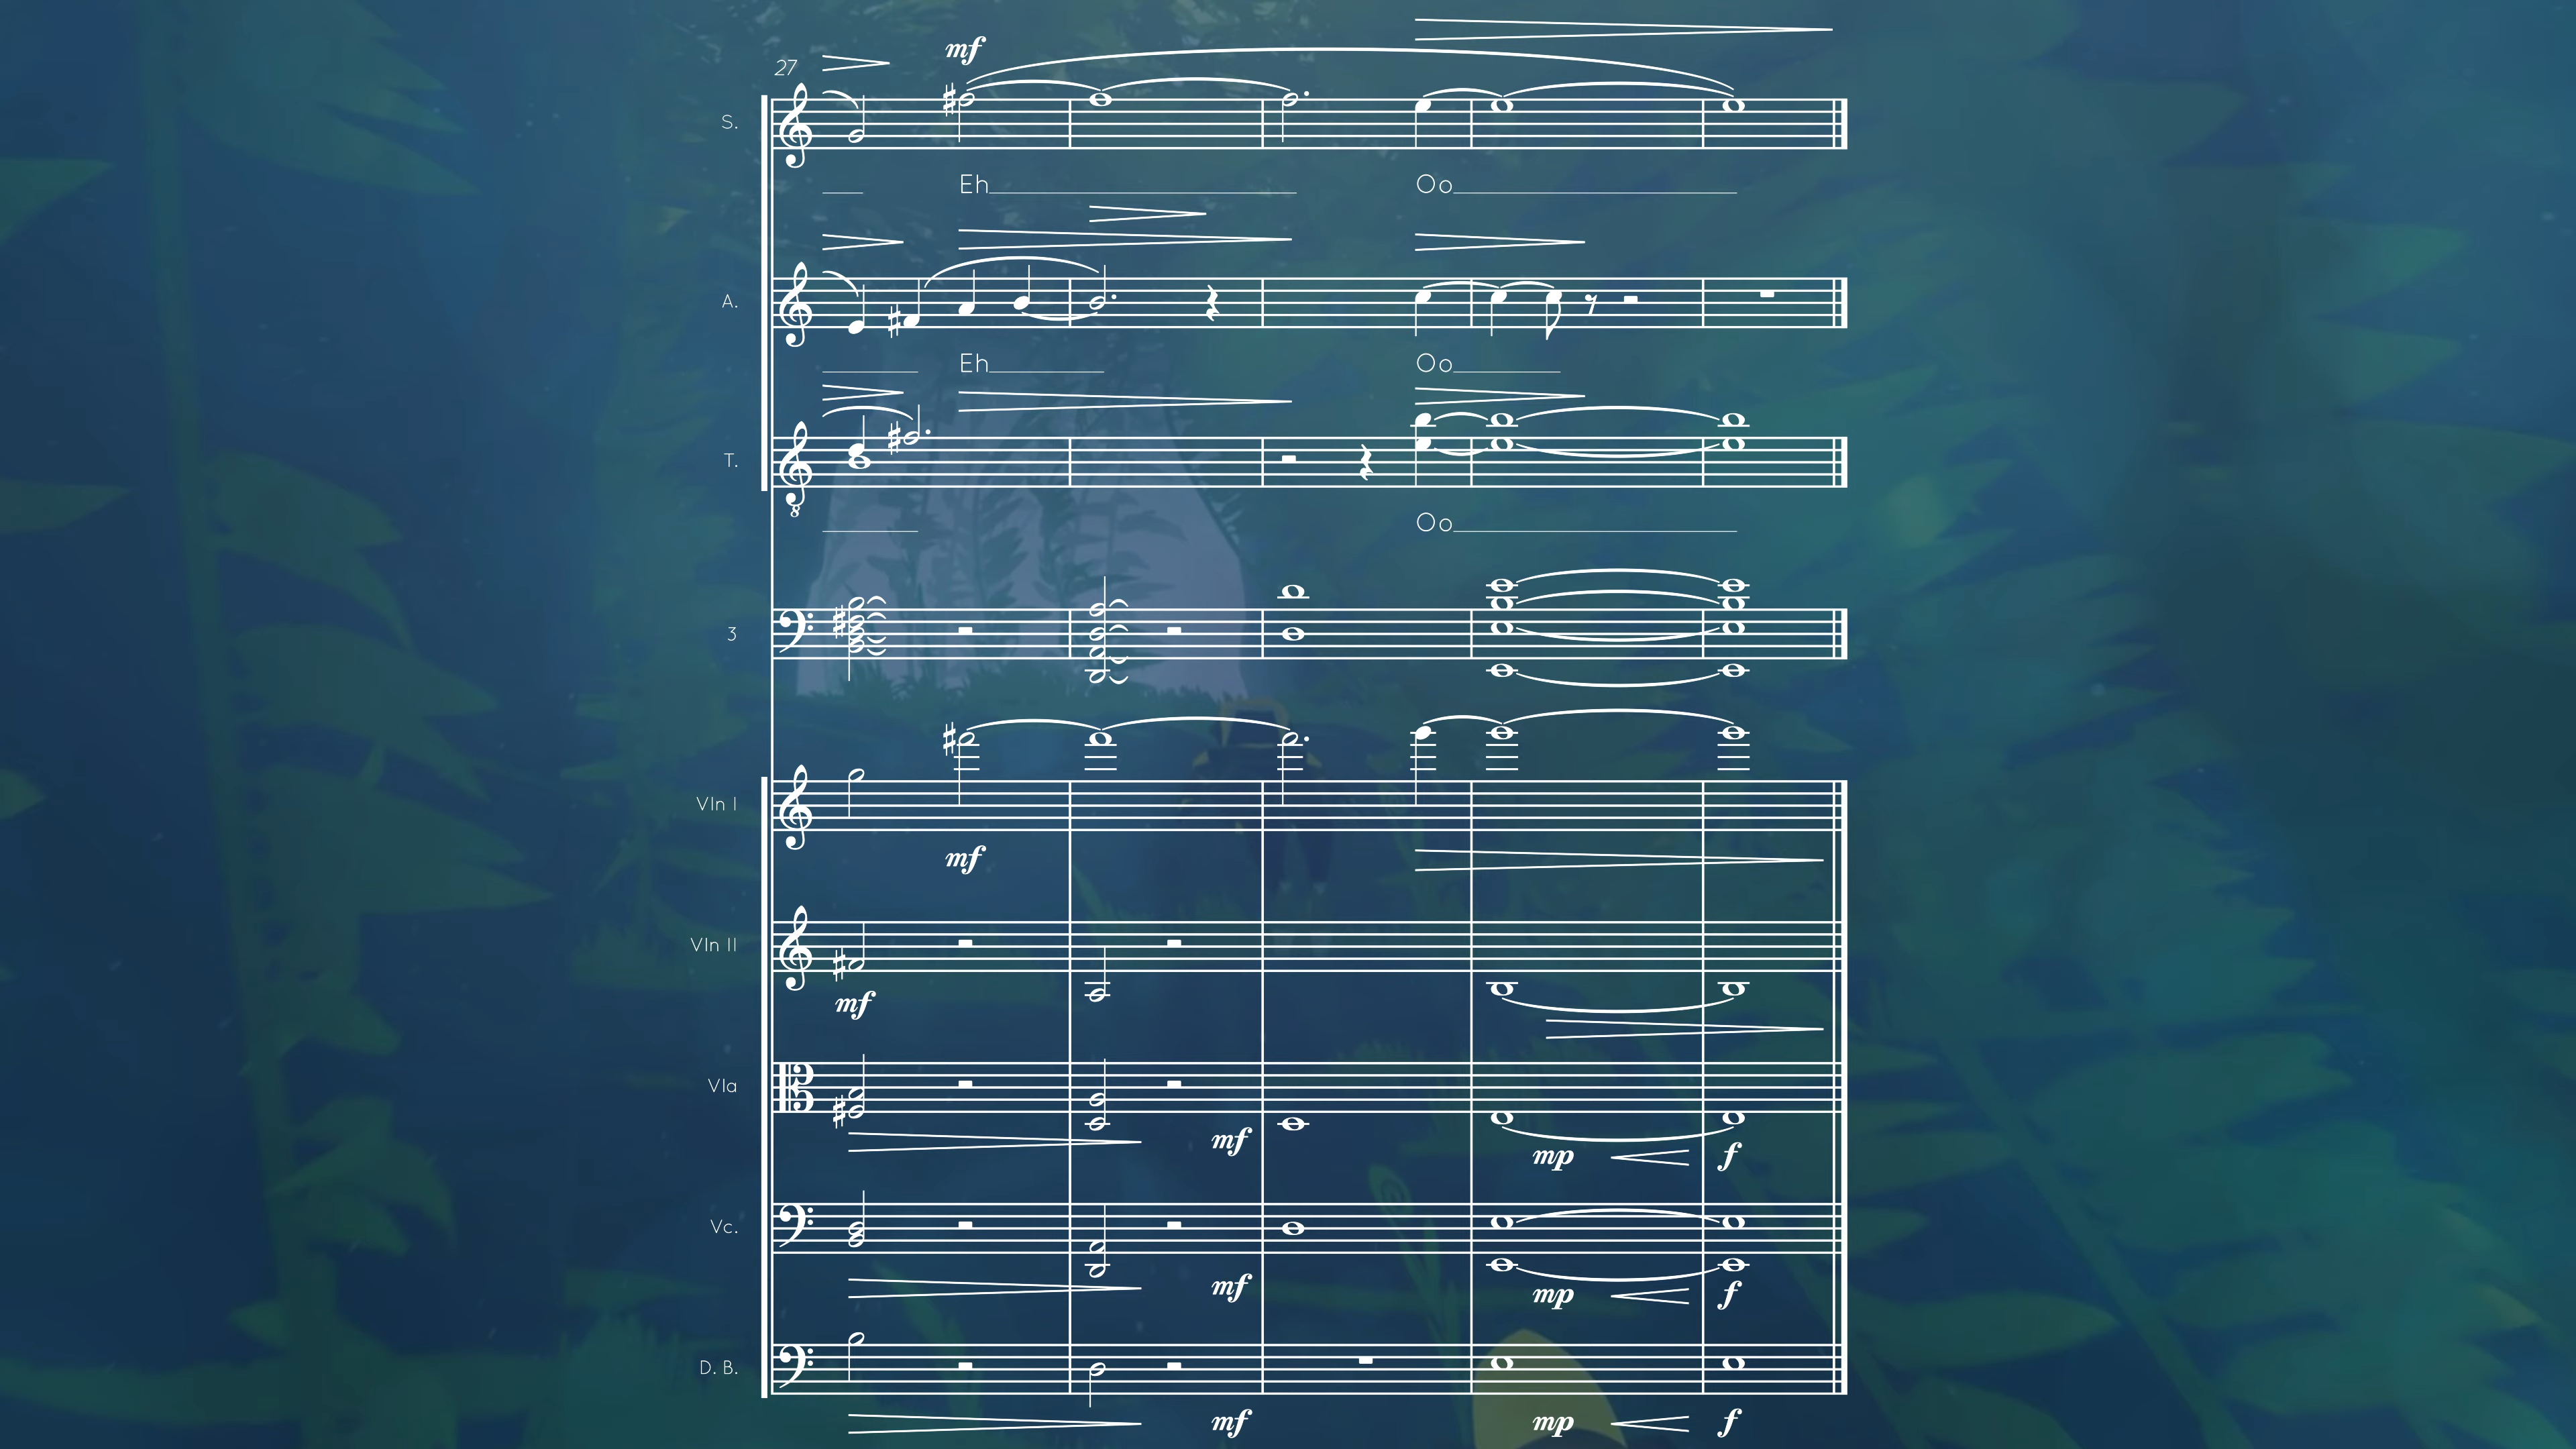 mf
27
S.
Eh Oo
A.
Eh Oo
T.
8
Oo
3
Vln I
mf
Vln II
mf
Vla
mf
mp f
Vc.
mf mp f
D. B.
mf mp f